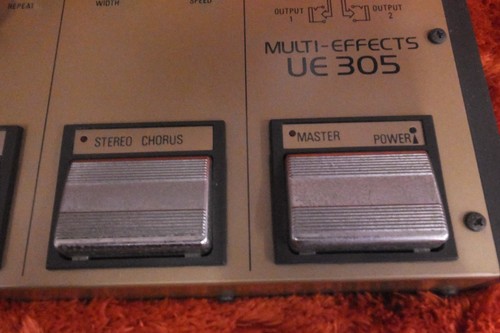 REPEAT
WIDTH
SPEED
OUTPUT
1
OUTPUT
2
MULTI-EFFECTS
UE 305
STEREO CHORUS
MASTER
POWER